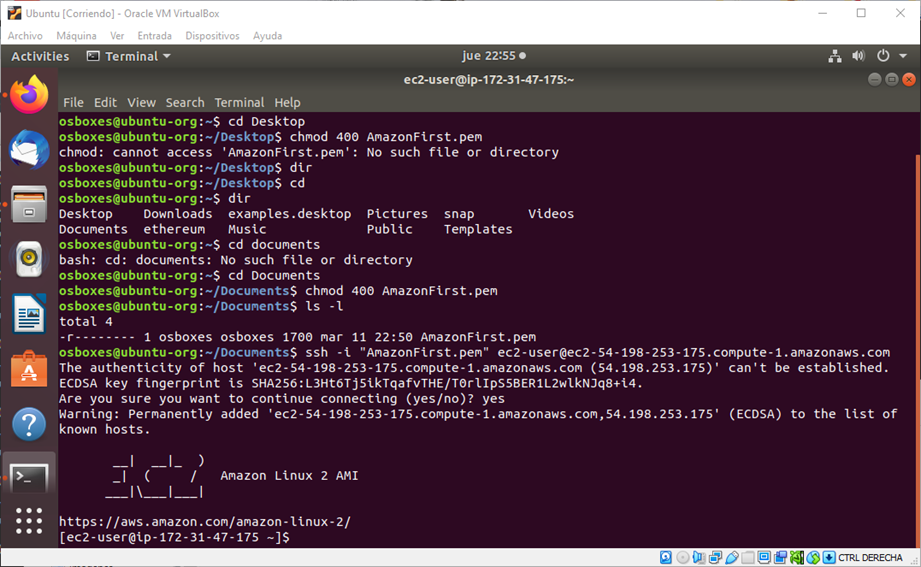 Ubuntu [Corriendo] - Oracle VM VirtualBox
Archivo Máquina Ver Entrada Dispositivos Ayuda
Activities Terminal jue 22:55
ec2-user@ip-172-31-47-175:~
File Edit View Search Terminal Help
osboxes@ubuntu-org:~$ cd Desktop
osboxes@ubuntu-org:~/Desktop$ chmod 400 AmazonFirst.pem
chmod: cannot access 'AmazonFirst.pem': No such file or directory
osboxes@ubuntu-org:~/Desktop$ dir
osboxes@ubuntu-org:~/Desktop$ cd
osboxes@ubuntu-org:~$ dir
Desktop    Downloads  examples.desktop  Pictures  snap       Videos
Documents  ethereum   Music             Public    Templates
osboxes@ubuntu-org:~$ cd documents
bash: cd: documents: No such file or directory
osboxes@ubuntu-org:~$ cd Documents
osboxes@ubuntu-org:~/Documents$ chmod 400 AmazonFirst.pem
osboxes@ubuntu-org:~/Documents$ ls -l
total 4
-r-------- 1 osboxes osboxes 1700 mar 11 22:50 AmazonFirst.pem
osboxes@ubuntu-org:~/Documents$ ssh -i "AmazonFirst.pem" ec2-user@ec2-54-198-253-175.compute-1.amazonaws.com
The authenticity of host 'ec2-54-198-253-175.compute-1.amazonaws.com (54.198.253.175)' can't be established.
ECDSA key fingerprint is SHA256:L3Ht6Tj5ikTqafvTHE/T0rlIpS5BER1L2wlkNJq8+i4.
Are you sure you want to continue connecting (yes/no)? yes
Warning: Permanently added 'ec2-54-198-253-175.compute-1.amazonaws.com,54.198.253.175' (ECDSA) to the list of
known hosts.
       __|  __|_  )
       _|  (     /   Amazon Linux 2 AMI
      ___|\___|___|
https://aws.amazon.com/amazon-linux-2/
[ec2-user@ip-172-31-47-175 ~]$
CTRL DERECHA